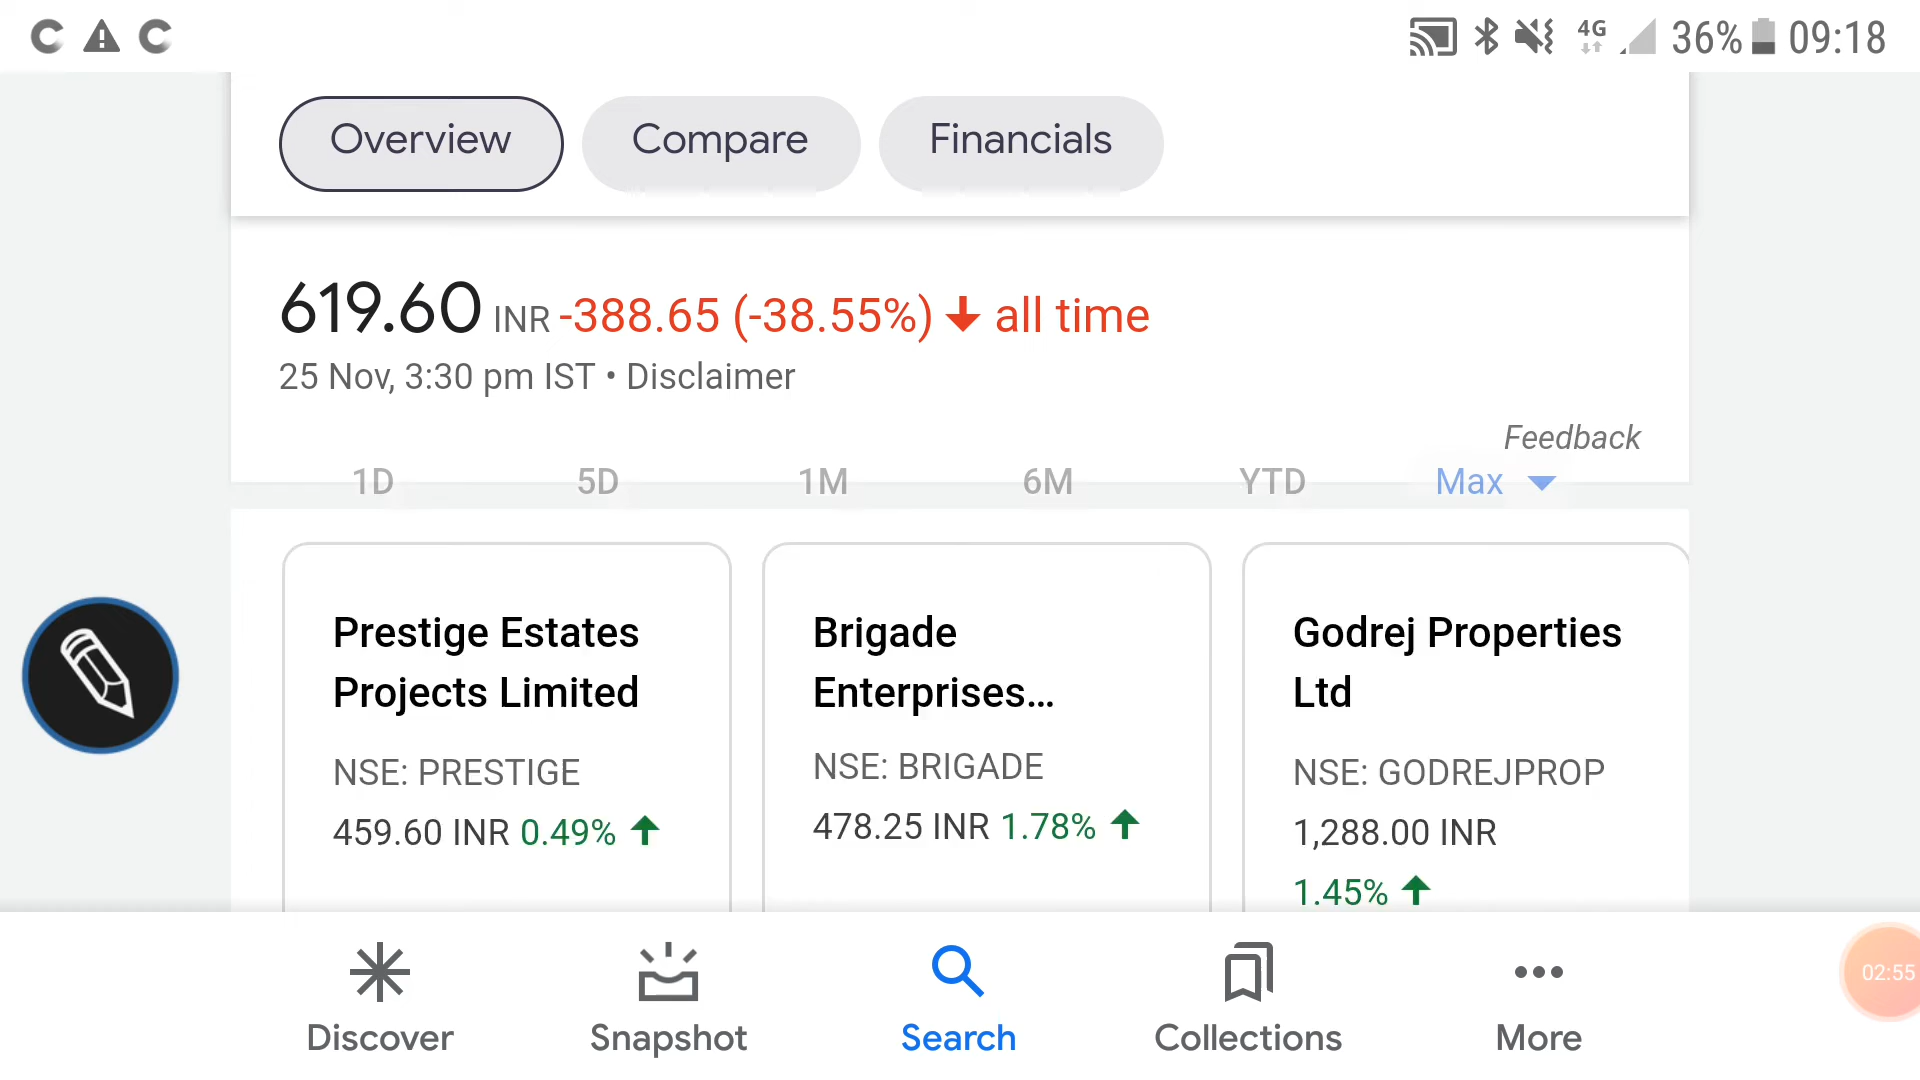 4G 36% 09:18
Overview Compare Financials
619.60 INR -388.65 (-38.55%) all time
25 Nov, 3:30 pm IST • Disclaimer
Feedback
1D 5D 1M 6M YTD Max
Prestige Estates
Projects Limited
NSE: PRESTIGE
459.60 INR 0.49%
Brigade
Enterprises...
NSE: BRIGADE
478.25 INR 1.78%
Godrej Properties
Ltd
NSE: GODREJPROP
1,288.00 INR
1.45%
02:55
Discover Snapshot Search Collections More